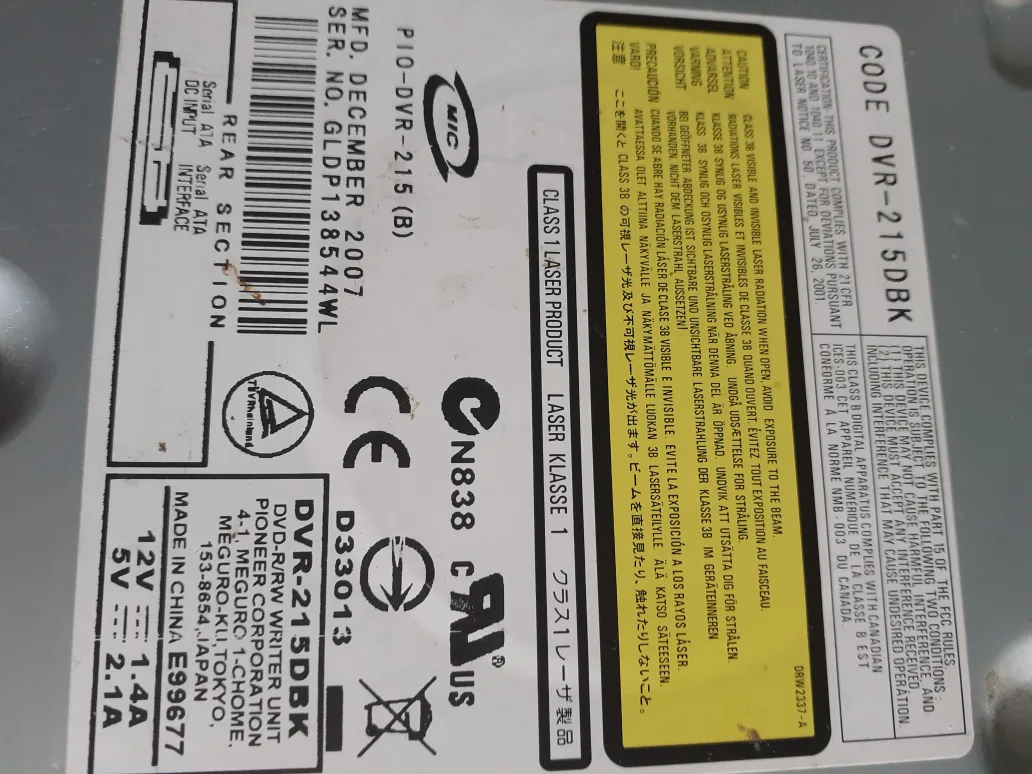 CODE DVR-215DBK
CERTIFICATION: THIS PRODUCT COMPLIES WITH 21 CFR
1040.10 AND 1040.11 EXCEPT FOR DEVIATIONS PURSUANT
TO LASER NOTICE NO. 50, DATED JULY 26, 2001.
THIS DEVICE COMPLIES WITH PART 15 OF THE FCC RULES,
OPERATION IS SUBJECT TO THE FOLLOWING TWO CONDITIONS:
(1) THIS DEVICE MAY NOT CAUSE HARMFUL INTERFERENCE, AND
(2) THIS DEVICE MUST ACCEPT ANY INTERFERENCE RECEIVED
INCLUDING INTERFERENCE THAT MAY CAUSE UNDESIRED OPERATION.
THIS CLASS B DIGITAL APPARATUS COMPLIES WITH CANADIAN
ICES-003 CET APPAREIL NUMERIQUE DE LA CLASSE B EST
CONFORME À LA NORME NMB-003 DU CANADA
DRW2337-A
CAUTION CLASS 3B VISIBLE AND INVISIBLE LASER RADIATION WHEN OPEN, AVOID EXPOSURE TO THE BEAM.
ATTENTION RADIATIONS LASER VISIBLES ET INVISIBLES DE CLASSE 3B QUAND OUVERT. ÉVITEZ TOUT EXPOSITION AU FAISCEAU.
ADVARSEL KLASSE 3B SYNLIG OG USYNLIG LASERSTRÅLING VED ÅBNING UNDGÅ UDSÆTTELSE FOR STRÅLING.
VARNING KLASS 3B SYNLIG OCH OSYNLIG LASERSTRÅLNING NÄR DENNA DEL ÄR ÖPPNAD. UNDVIK ATT UTSÄTTA DIG FÖR STRÅLEN.
VORSICHT BEI GEÖFFNETER ABDECKUNG IST SICHTBARE UND UNSICHTBARE LASERSTRAHLUNG DER KLASSE 3B IM GERÄTEINNEREN
VORHANDEN. NICHT DEM LASERSTRAHL AUSSETZEN!
PRECAUCIÓN CUANDO SE ABRE HAY RADIACIÓN LÁSER DE CLASE 3B VISIBLE E INVISIBLE EVITE LA EXPOSICIÓN A LOS RAYOS LÁSER.
VARO! AVATTAESSA OLET ALTTIINA NÄKYVÄLLE JA NÄKYMÄTTÖMÄLLE LUOKAN 3B LASERSÄTEILYLLE ÄLÄ KATSO SÄTEESEEN.
注意 ここを開くと CLASS 3B の可視レーザ光及び不可視レーザ光が出ます。ビームを直接見たり、触れたりしないこと。
CLASS 1 LASER PRODUCT LASER KLASSE 1 クラス1レーザ製品
MIC
N838
C UL US ®
PIO-DVR-215 (B)
MFD. DECEMBER 2007
SER. NO. GLDP138544WL
CE
D33013
TÜVRheinland
REAR SECTION
Serial ATA Serial ATA
DC INPUT INTERFACE
DVR-215DBK
DVD-R/RW WRITER UNIT
PIONEER CORPORATION
4-1, MEGURO, 1-CHOME,
MEGURO-KU, TOKYO,
153-8654, JAPAN
MADE IN CHINA E99677
12V 1.4A
5V 2.1A